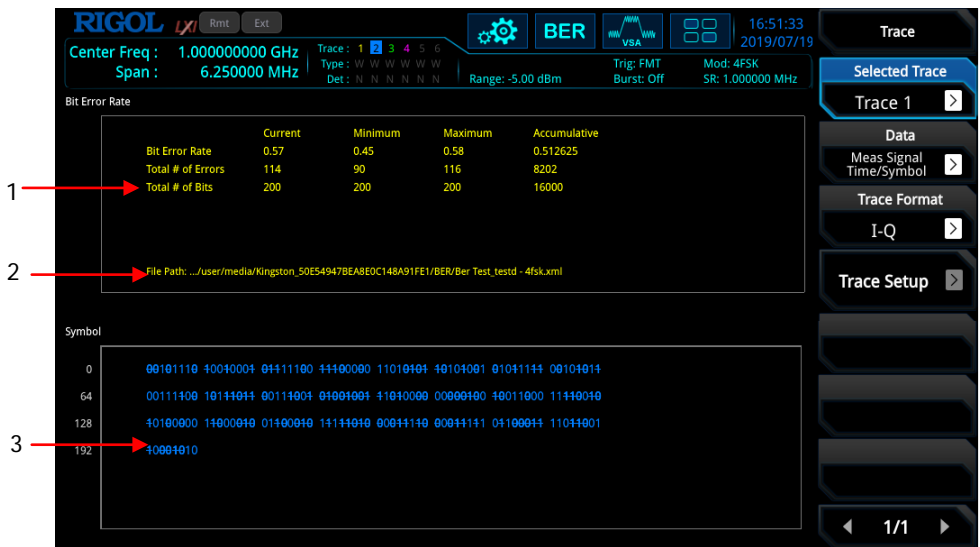 RIGOL LXI Rmt Ext
BER
VSA
16:51:33
2019/07/19
Center Freq : 1.000000000 GHz
Span : 6.250000 MHz
Trace : 1 2 3 4 5 6
Type : W W W W W W
Det : N N N N N N
Range: -5.00 dBm
Trig: FMT
Burst: Off
Mod: 4FSK
SR: 1.000000 MHz
Bit Error Rate
Current Minimum Maximum Accumulative
Bit Error Rate 0.57 0.45 0.58 0.512625
Total # of Errors 114 90 116 8202
1
Total # of Bits 200 200 200 16000
2
File Path: .../user/media/Kingston_50E54947BEA8E0C148A91FE1/BER/Ber Test_testd - 4fsk.xml
Symbol
0 00101110 10010001 01111100 11100000 11010101 10101001 01011111 00101011
64 00111100 10111011 00111001 01001001 11010000 00000100 10011000 11110010
128 10100000 11000010 01100010 11111010 00011110 00011111 01100011 11011001
3
192 10001010
Trace
Selected Trace
Trace 1
Data
Meas Signal
Time/Symbol
Trace Format
I-Q
Trace Setup
1/1